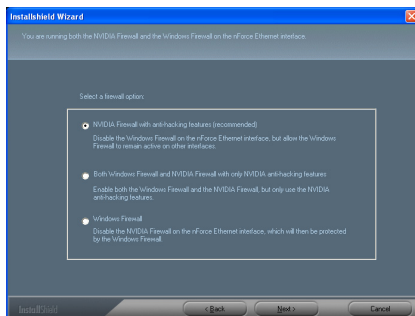 Installshield Wizard
You are running both the NVIDIA Firewall and the Windows Firewall on the nForce Ethernet interface.
Select a firewall option:
NVIDIA Firewall with anti-hacking features (recommended)
Disable the Windows Firewall on the nForce Ethernet interface, but allow the Windows
Firewall to remain active on other interfaces.
Both Windows Firewall and NVIDIA Firewall with only NVIDIA anti-hacking features
Enable both the Windows Firewall and the NVIDIA Firewall, but only use the NVIDIA
anti-hacking features.
Windows Firewall
Disable the NVIDIA Firewall on the nForce Ethernet interface, which will then be protected
by the Windows Firewall.
InstallShield
< Back
Next >
Cancel